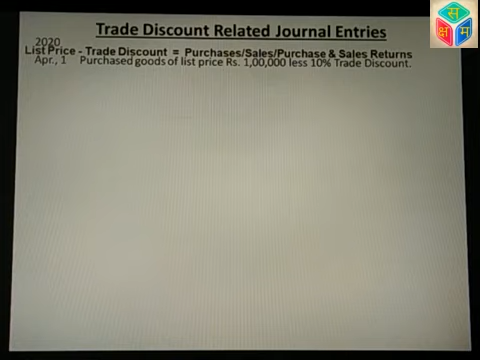 Trade Discount Related Journal Entries
2020
List Price - Trade Discount = Purchases/Sales/Purchase & Sales Returns
Apr., 1 Purchased goods of list price Rs. 1,00,000 less 10% Trade Discount.
स
क्ष म